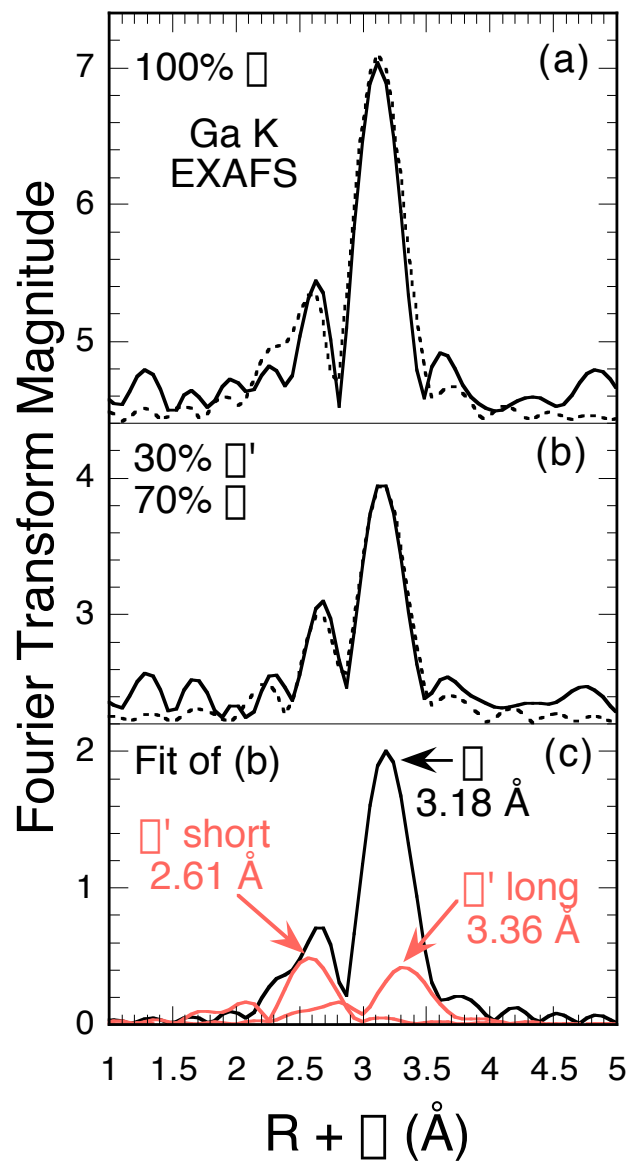 Fourier Transform Magnitude
100% ▯
(a)
Ga K
EXAFS
7
6
5
30% ▯'
70% ▯
(b)
4
3
2
Fit of (b)
(c)
▯
3.18 Å
▯' short
2.61 Å
▯' long
3.36 Å
1
0
1 1.5 2 2.5 3 3.5 4 4.5 5
R + ▯ (Å)